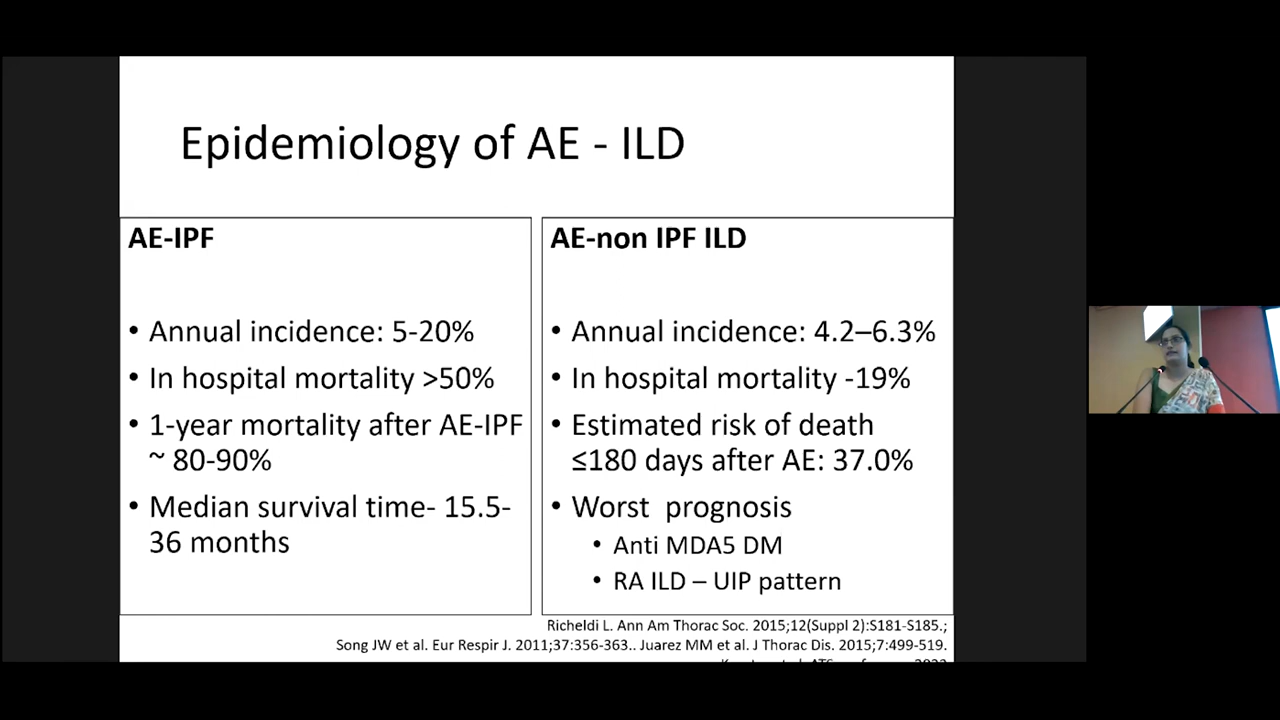 Epidemiology of AE - ILD
AE-IPF
• Annual incidence: 5-20%
• In hospital mortality >50%
• 1-year mortality after AE-IPF
~ 80-90%
• Median survival time- 15.5-
36 months
AE-non IPF ILD
• Annual incidence: 4.2–6.3%
• In hospital mortality -19%
• Estimated risk of death
≤180 days after AE: 37.0%
• Worst prognosis
• Anti MDA5 DM
• RA ILD – UIP pattern
Richeldi L. Ann Am Thorac Soc. 2015;12(Suppl 2):S181-S185.;
Song JW et al. Eur Respir J. 2011;37:356-363.. Juarez MM et al. J Thorac Dis. 2015;7:499-519.